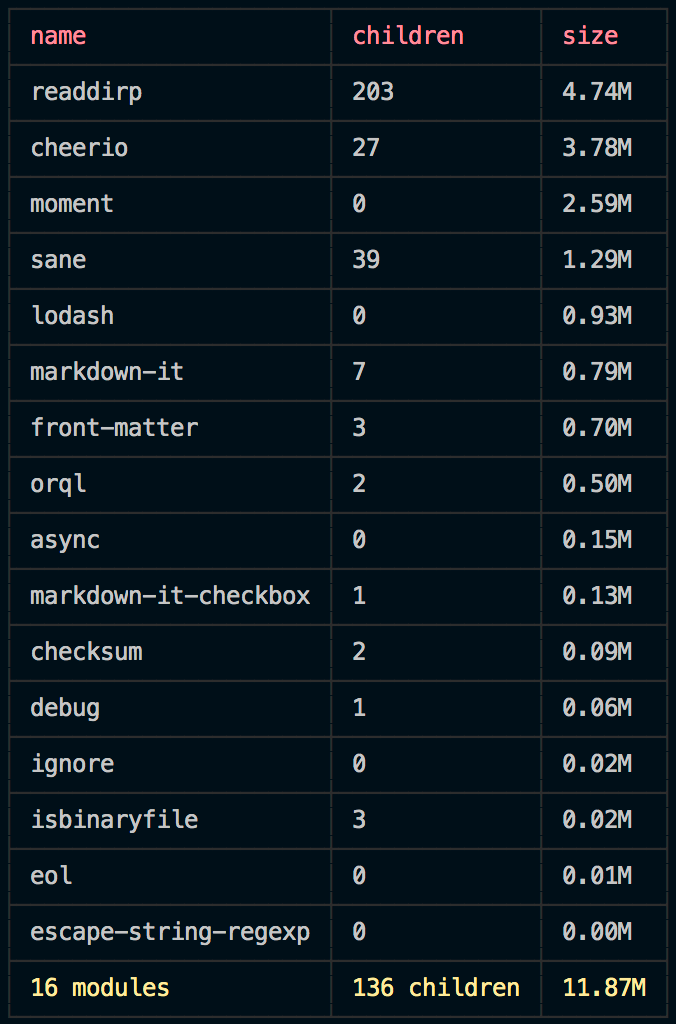 name children size
readdirp 203 4.74M
cheerio 27 3.78M
moment 0 2.59M
sane 39 1.29M
lodash 0 0.93M
markdown-it 7 0.79M
front-matter 3 0.70M
orql 2 0.50M
async 0 0.15M
markdown-it-checkbox 1 0.13M
checksum 2 0.09M
debug 1 0.06M
ignore 0 0.02M
isbinaryfile 3 0.02M
eol 0 0.01M
escape-string-regexp 0 0.00M
16 modules 136 children 11.87M